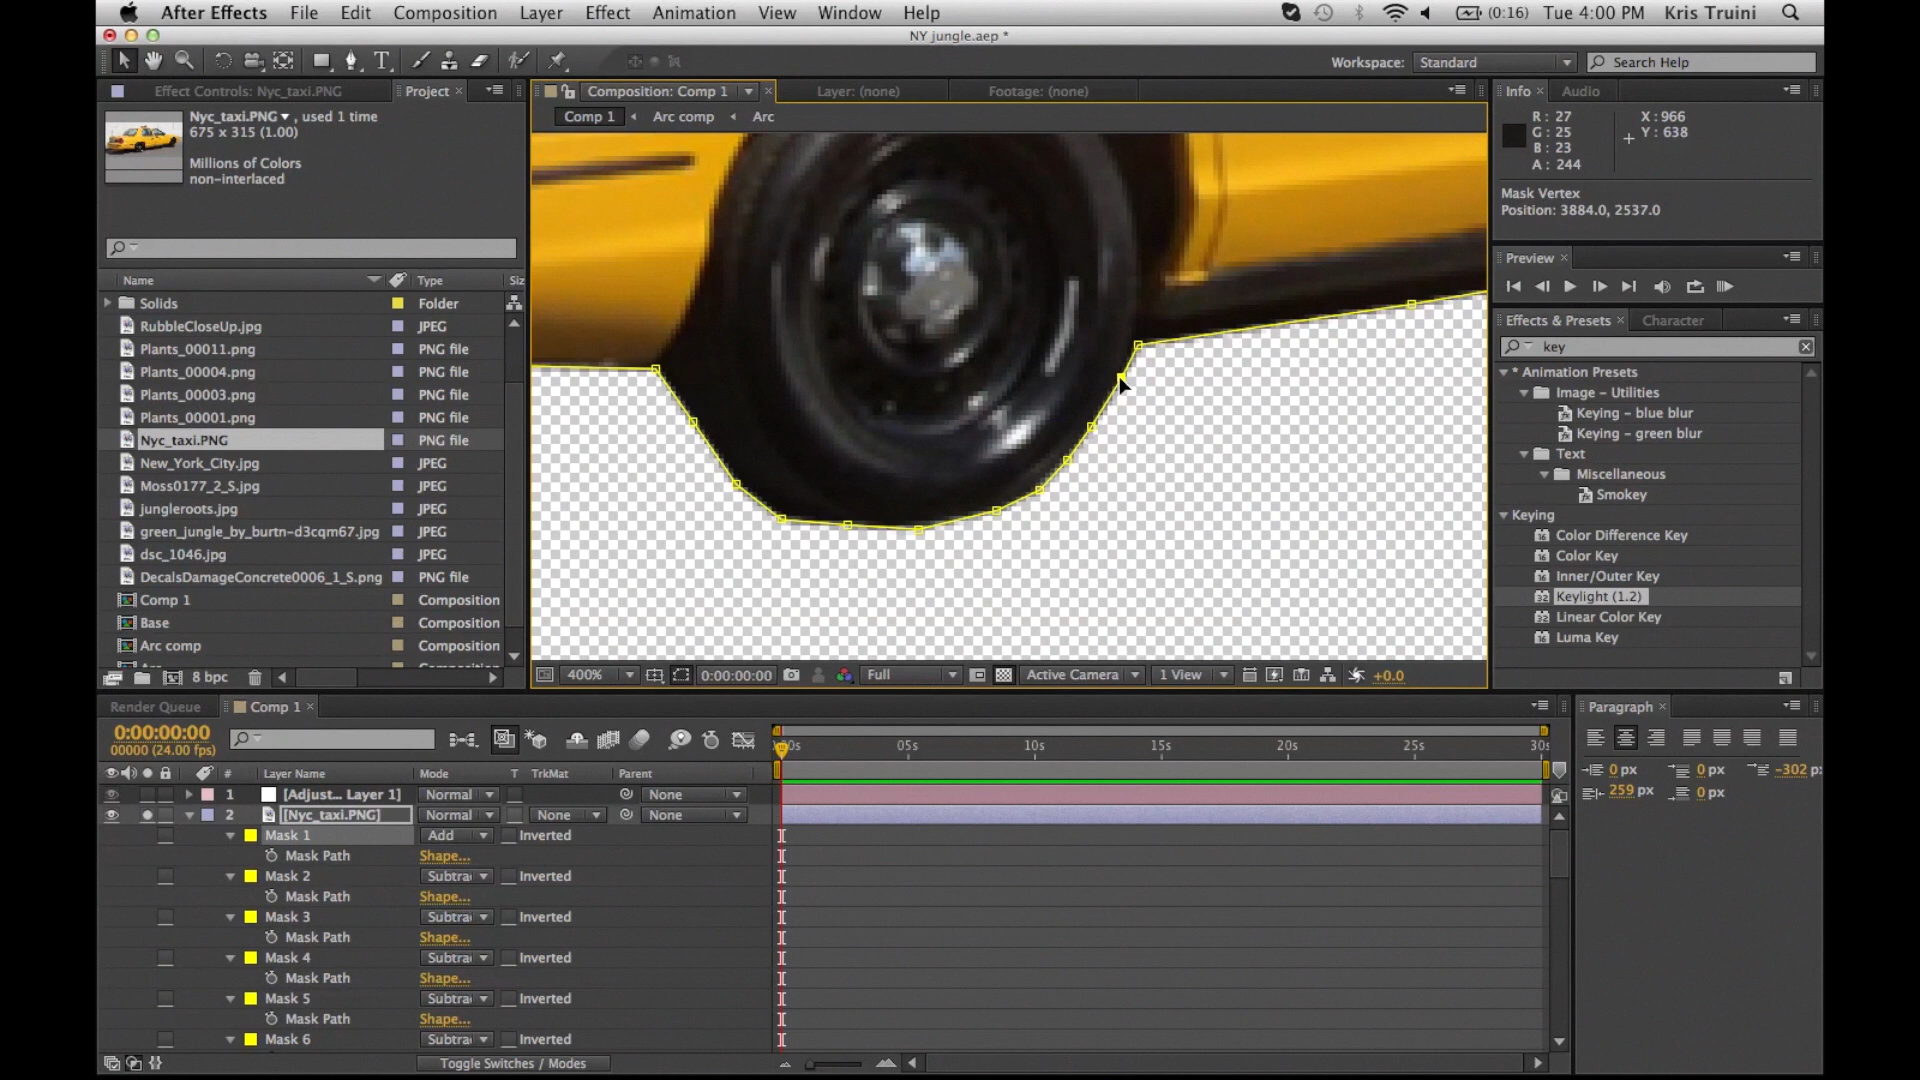 After Effects File Edit Composition Layer Effect Animation View Window Help (0:16) Tue 4:00 PM Kris Truini
NY jungle.aep *
Workspace: Standard Search Help
Effect Controls: Nyc_taxi.PNG Project
Nyc_taxi.PNG , used 1 time
675 x 315 (1.00)
Millions of Colors
non-interlaced
Name Type Siz
Solids Folder
RubbleCloseUp.jpg JPEG
Plants_00011.png PNG file
Plants_00004.png PNG file
Plants_00003.png PNG file
Plants_00001.png PNG file
Nyc_taxi.PNG PNG file
New_York_City.jpg JPEG
Moss0177_2_S.jpg JPEG
jungleroots.jpg JPEG
green_jungle_by_burtn-d3cqm67.jpg JPEG
dsc_1046.jpg JPEG
DecalsDamageConcrete0006_1_S.png PNG file
Comp 1 Composition
Base Composition
Arc comp Composition
8 bpc
Composition: Comp 1 Layer: (none) Footage: (none)
Comp 1 Arc comp Arc
400% 0:00:00:00 Full Active Camera 1 View +0.0
Info Audio
R : 27 X : 966
G : 25 Y : 638
B : 23
A : 244
Mask Vertex
Position: 3884.0, 2537.0
Preview
Effects & Presets Character
key
* Animation Presets
Image – Utilities
Keying – blue blur
Keying – green blur
Text
Miscellaneous
Smokey
Keying
16 Color Difference Key
16 Color Key
16 Inner/Outer Key
32 Keylight (1.2)
32 Linear Color Key
16 Luma Key
Render Queue Comp 1
0:00:00:00
00000 (24.00 fps)
05s 10s 15s 20s 25s 30s
# Layer Name Mode T TrkMat Parent
1 [Adjust... Layer 1] Normal None
2 [Nyc_taxi.PNG] Normal None None
Mask 1 Add Inverted
Mask Path Shape...
Mask 2 Subtra Inverted
Mask Path Shape...
Mask 3 Subtra Inverted
Mask Path Shape...
Mask 4 Subtra Inverted
Mask Path Shape...
Mask 5 Subtra Inverted
Mask Path Shape...
Mask 6 Subtra Inverted
Toggle Switches / Modes
Paragraph
0 px 0 px -302 p
259 px 0 px